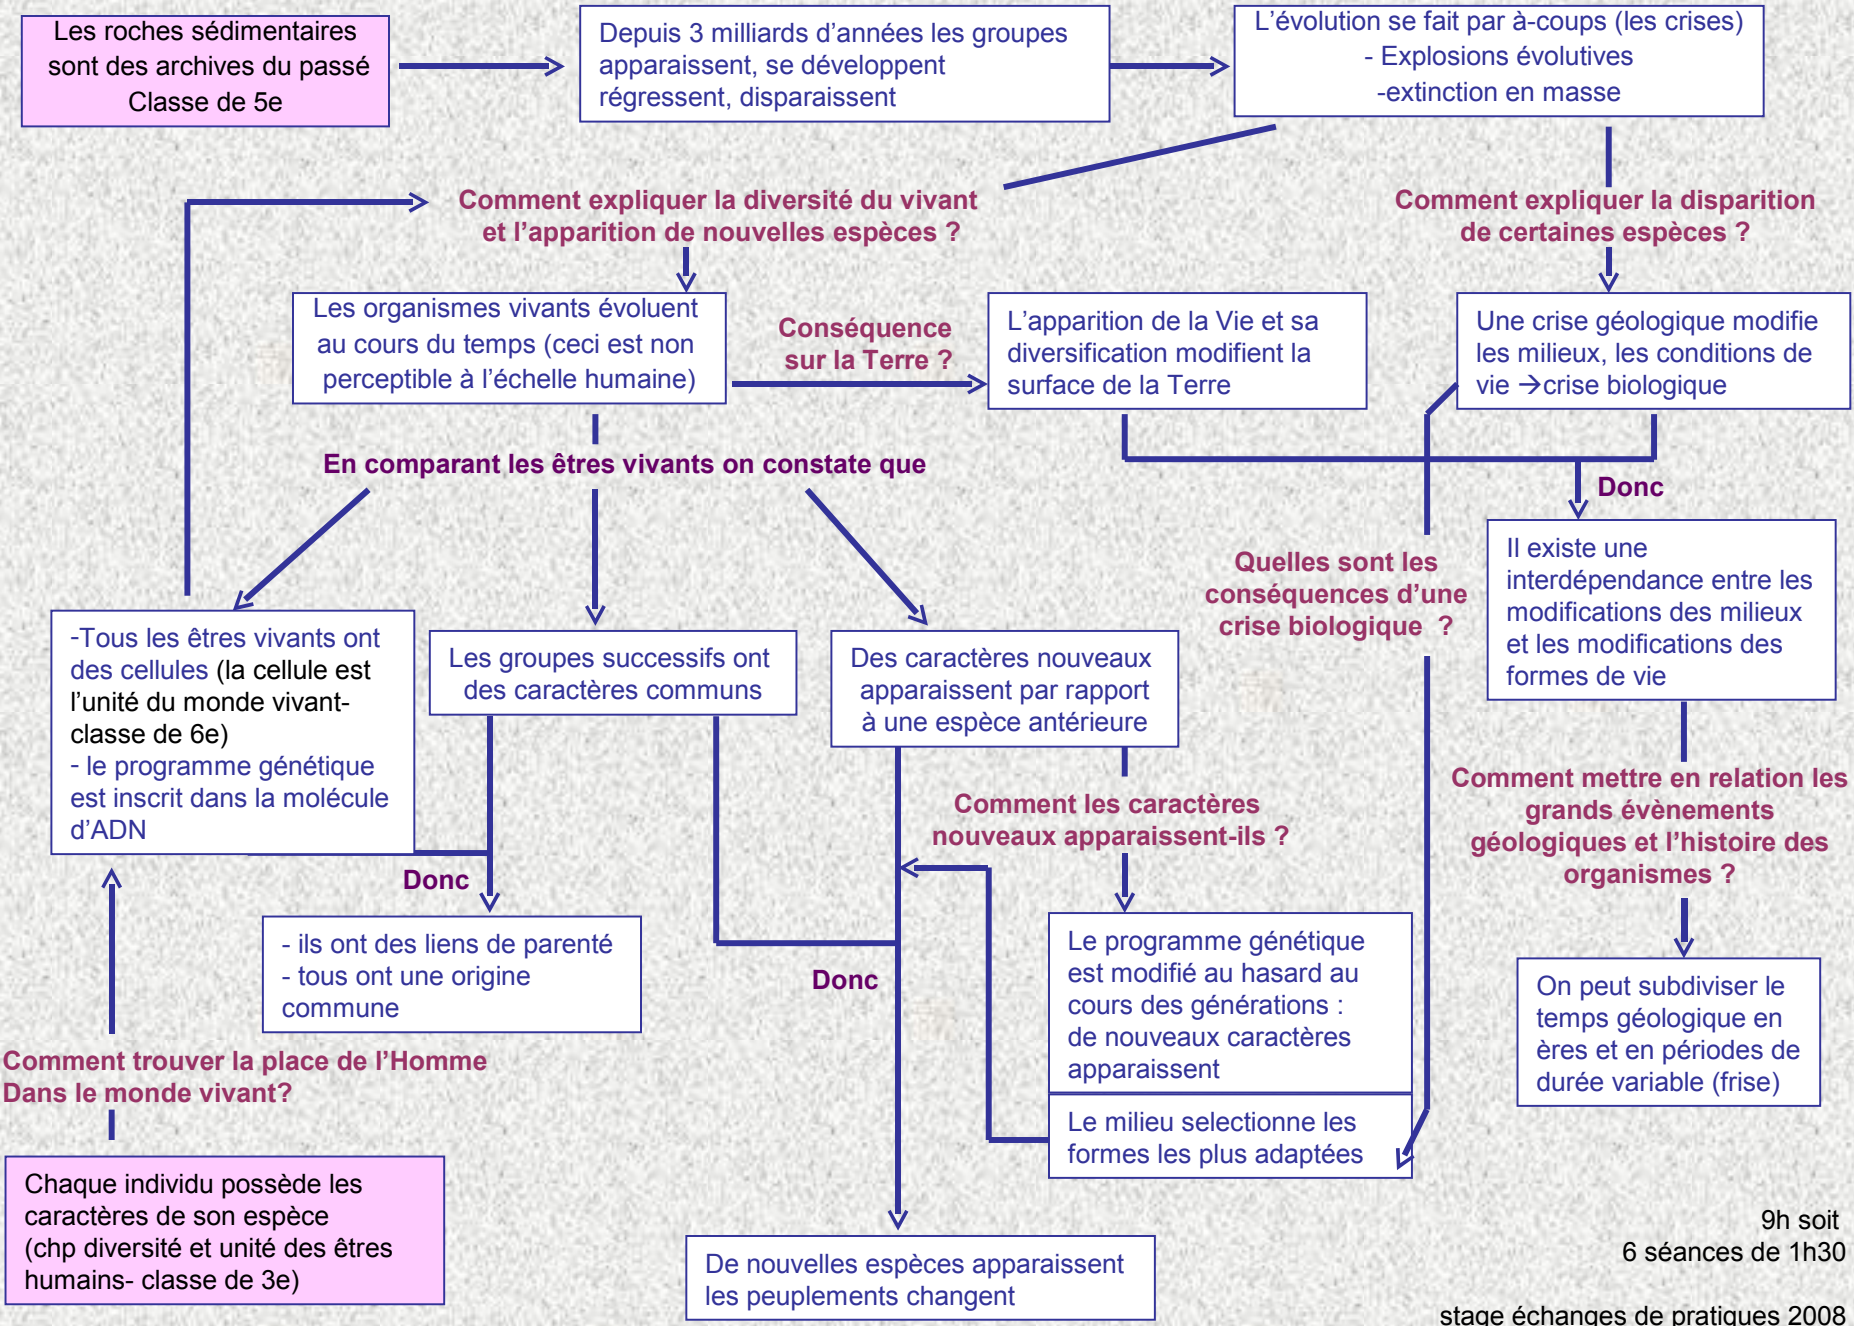 Les roches sédimentaires
sont des archives du passé
Classe de 5e
Depuis 3 milliards d'années les groupes
apparaissent, se développent
régressent, disparaissent
L'évolution se fait par à-coups (les crises)
- Explosions évolutives
-extinction en masse
Comment expliquer la diversité du vivant
et l'apparition de nouvelles espèces ?
Comment expliquer la disparition
de certaines espèces ?
Les organismes vivants évoluent
au cours du temps (ceci est non
perceptible à l'échelle humaine)
Conséquence
sur la Terre ?
L'apparition de la Vie et sa
diversification modifient la
surface de la Terre
Une crise géologique modifie
les milieux, les conditions de
vie →crise biologique
En comparant les êtres vivants on constate que
Donc
Quelles sont les
conséquences d'une
crise biologique ?
Il existe une
interdépendance entre les
modifications des milieux
et les modifications des
formes de vie
-Tous les êtres vivants ont
des cellules (la cellule est
l'unité du monde vivant-
classe de 6e)
- le programme génétique
est inscrit dans la molécule
d'ADN
Les groupes successifs ont
des caractères communs
Des caractères nouveaux
apparaissent par rapport
à une espèce antérieure
Comment les caractères
nouveaux apparaissent-ils ?
Comment mettre en relation les
grands évènements
géologiques et l'histoire des
organismes ?
Donc
- ils ont des liens de parenté
- tous ont une origine
commune
Donc
Le programme génétique
est modifié au hasard au
cours des générations :
de nouveaux caractères
apparaissent
Le milieu selectionne les
formes les plus adaptées
On peut subdiviser le
temps géologique en
ères et en périodes de
durée variable (frise)
Comment trouver la place de l'Homme
Dans le monde vivant?
Chaque individu possède les
caractères de son espèce
(chp diversité et unité des êtres
humains- classe de 3e)
De nouvelles espèces apparaissent
les peuplements changent
9h soit
6 séances de 1h30
stage échanges de pratiques 2008